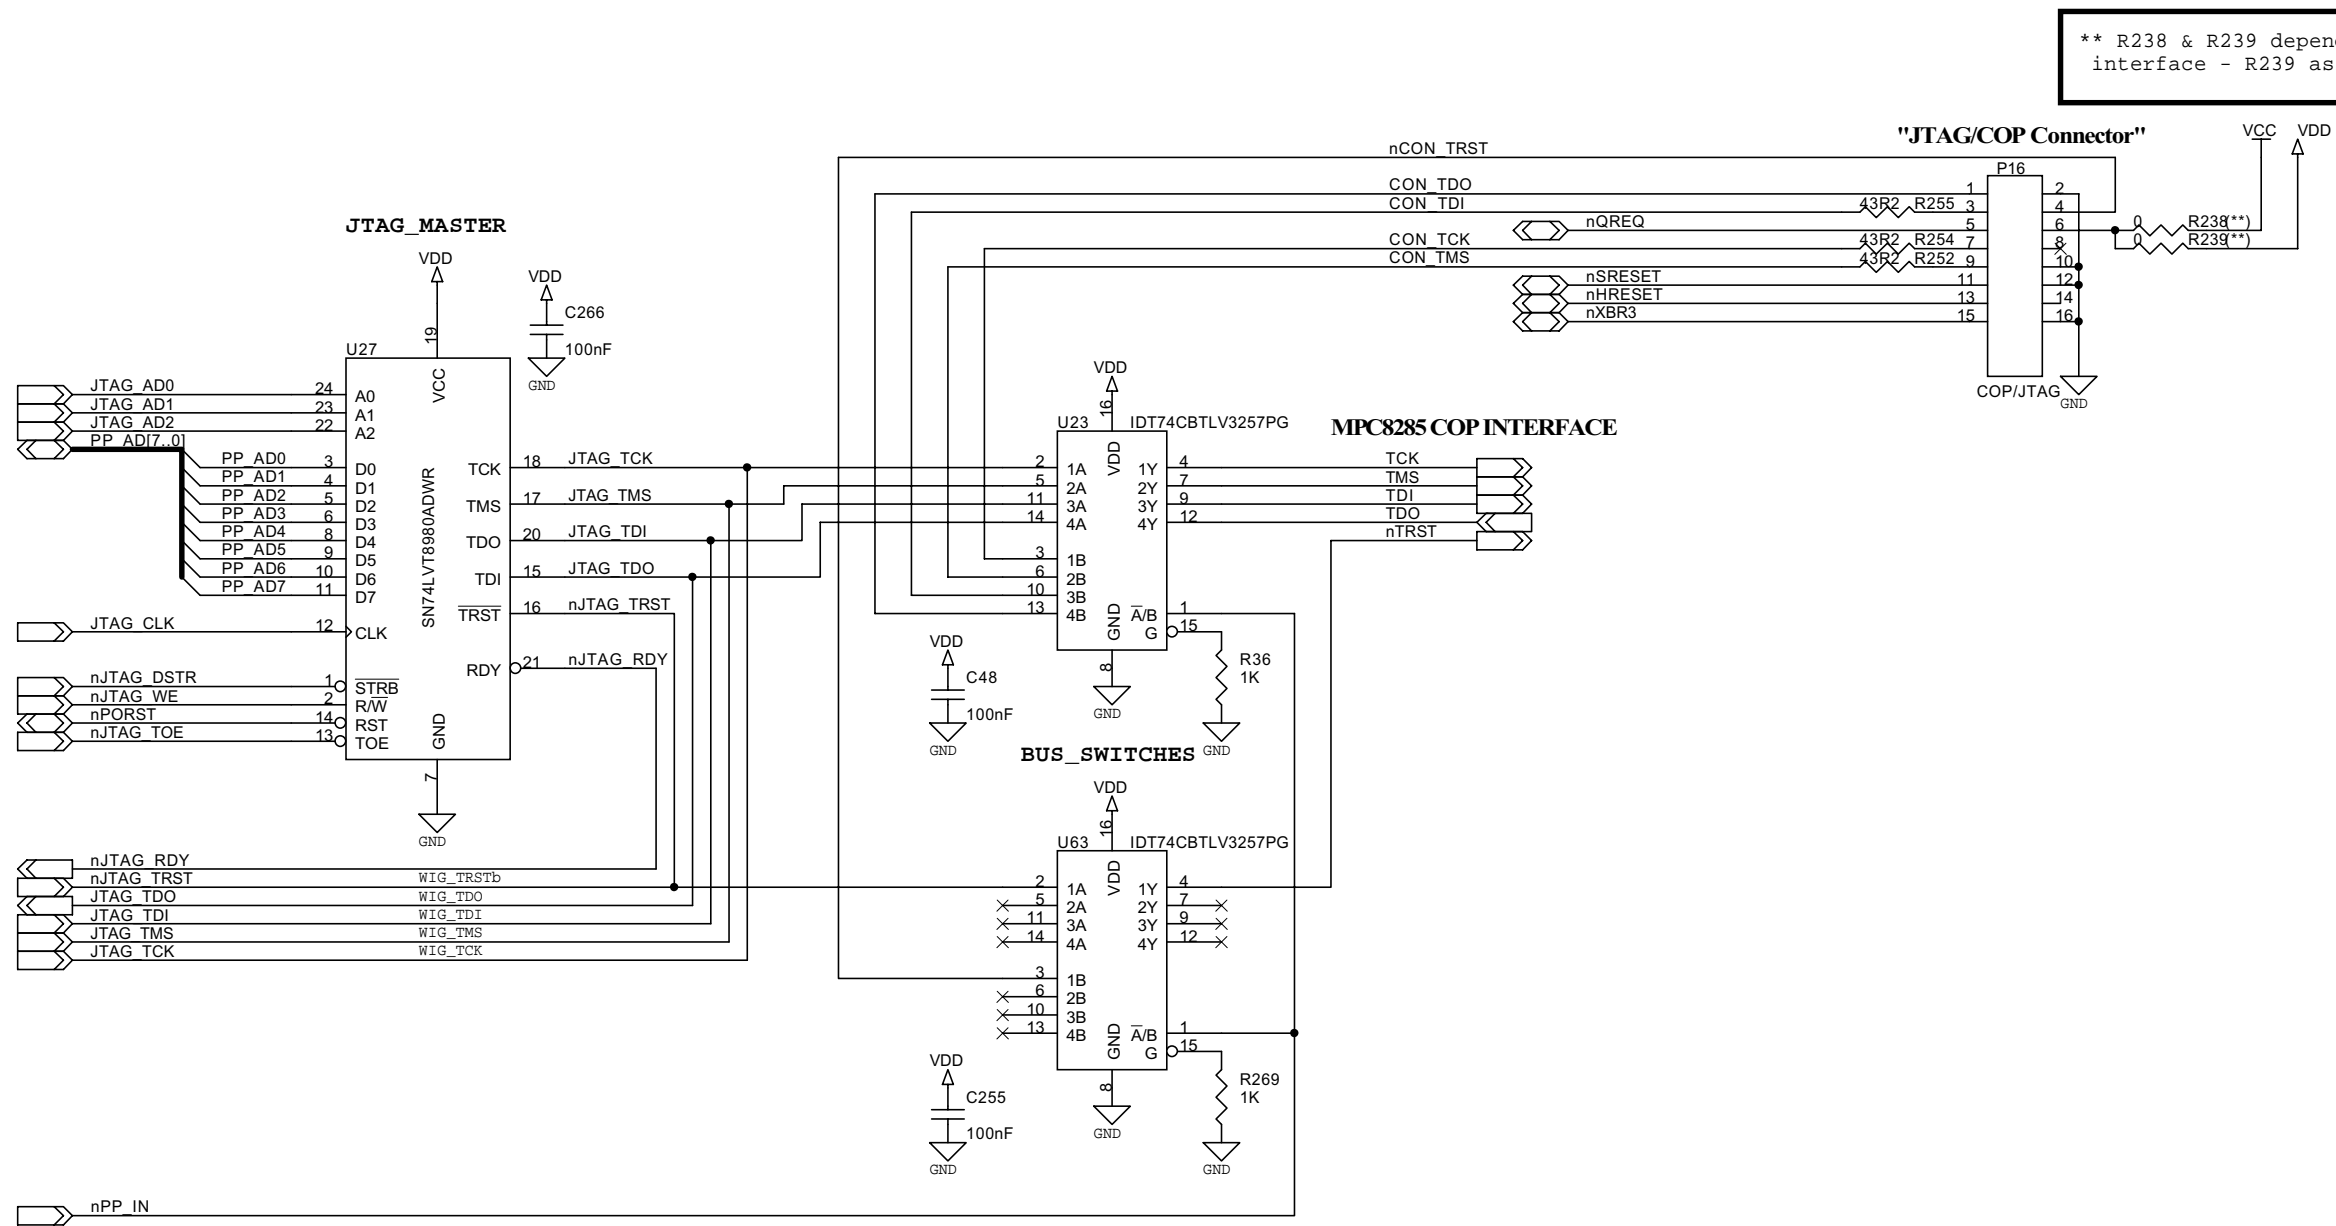 ** R238 & R239 depen
interface - R239 as
"JTAG/COP Connector"
VCC VDD
nCON_TRST
P16
CON_TDO 1 2
CON_TDI 43R2 R255 3 4
nQREQ 5 6 0 R238(**)
CON_TCK 43R2 R254 7 8 0 R239(**)
CON_TMS 43R2 R252 9 10
nSRESET 11 12
nHRESET 13 14
nXBR3 15 16
COP/JTAG
GND
JTAG_MASTER
VDD
VDD
C266
100nF
GND
19
U27
VCC
SN74LVT8980ADWR
GND
7
GND
JTAG_AD0 24 A0
JTAG_AD1 23 A1
JTAG_AD2 22 A2
PP_AD[7..0]
PP_AD0 3 D0
PP_AD1 4 D1
PP_AD2 5 D2
PP_AD3 6 D3
PP_AD4 8 D4
PP_AD5 9 D5
PP_AD6 10 D6
PP_AD7 11 D7
JTAG_CLK 12 CLK
nJTAG_DSTR 1 STRB
nJTAG_WE 2 R/W
nPORST 14 RST
nJTAG_TOE 13 TOE
TCK 18 JTAG_TCK
TMS 17 JTAG_TMS
TDO 20 JTAG_TDI
TDI 15 JTAG_TDO
TRST 16 nJTAG_TRST
RDY 21 nJTAG_RDY
VDD
16
U23 IDT74CBTLV3257PG
VDD
2 1A 1Y 4
5 2A 2Y 7
11 3A 3Y 9
14 4A 4Y 12
3 1B
6 2B
10 3B
13 4B
GND
A/B 1
G 15
8
GND
R36
1K
GND
VDD
C48
100nF
GND
MPC8285 COP INTERFACE
TCK
TMS
TDI
TDO
nTRST
BUS_SWITCHES
VDD
16
U63 IDT74CBTLV3257PG
VDD
2 1A 1Y 4
5 2A 2Y 7
11 3A 3Y 9
14 4A 4Y 12
3 1B
6 2B
10 3B
13 4B
GND
A/B 1
G 15
8
GND
R269
1K
GND
VDD
C255
100nF
GND
nJTAG_RDY
nJTAG_TRST WIG_TRSTb
JTAG_TDO WIG_TDO
JTAG_TDI WIG_TDI
JTAG_TMS WIG_TMS
JTAG_TCK WIG_TCK
nPP_IN